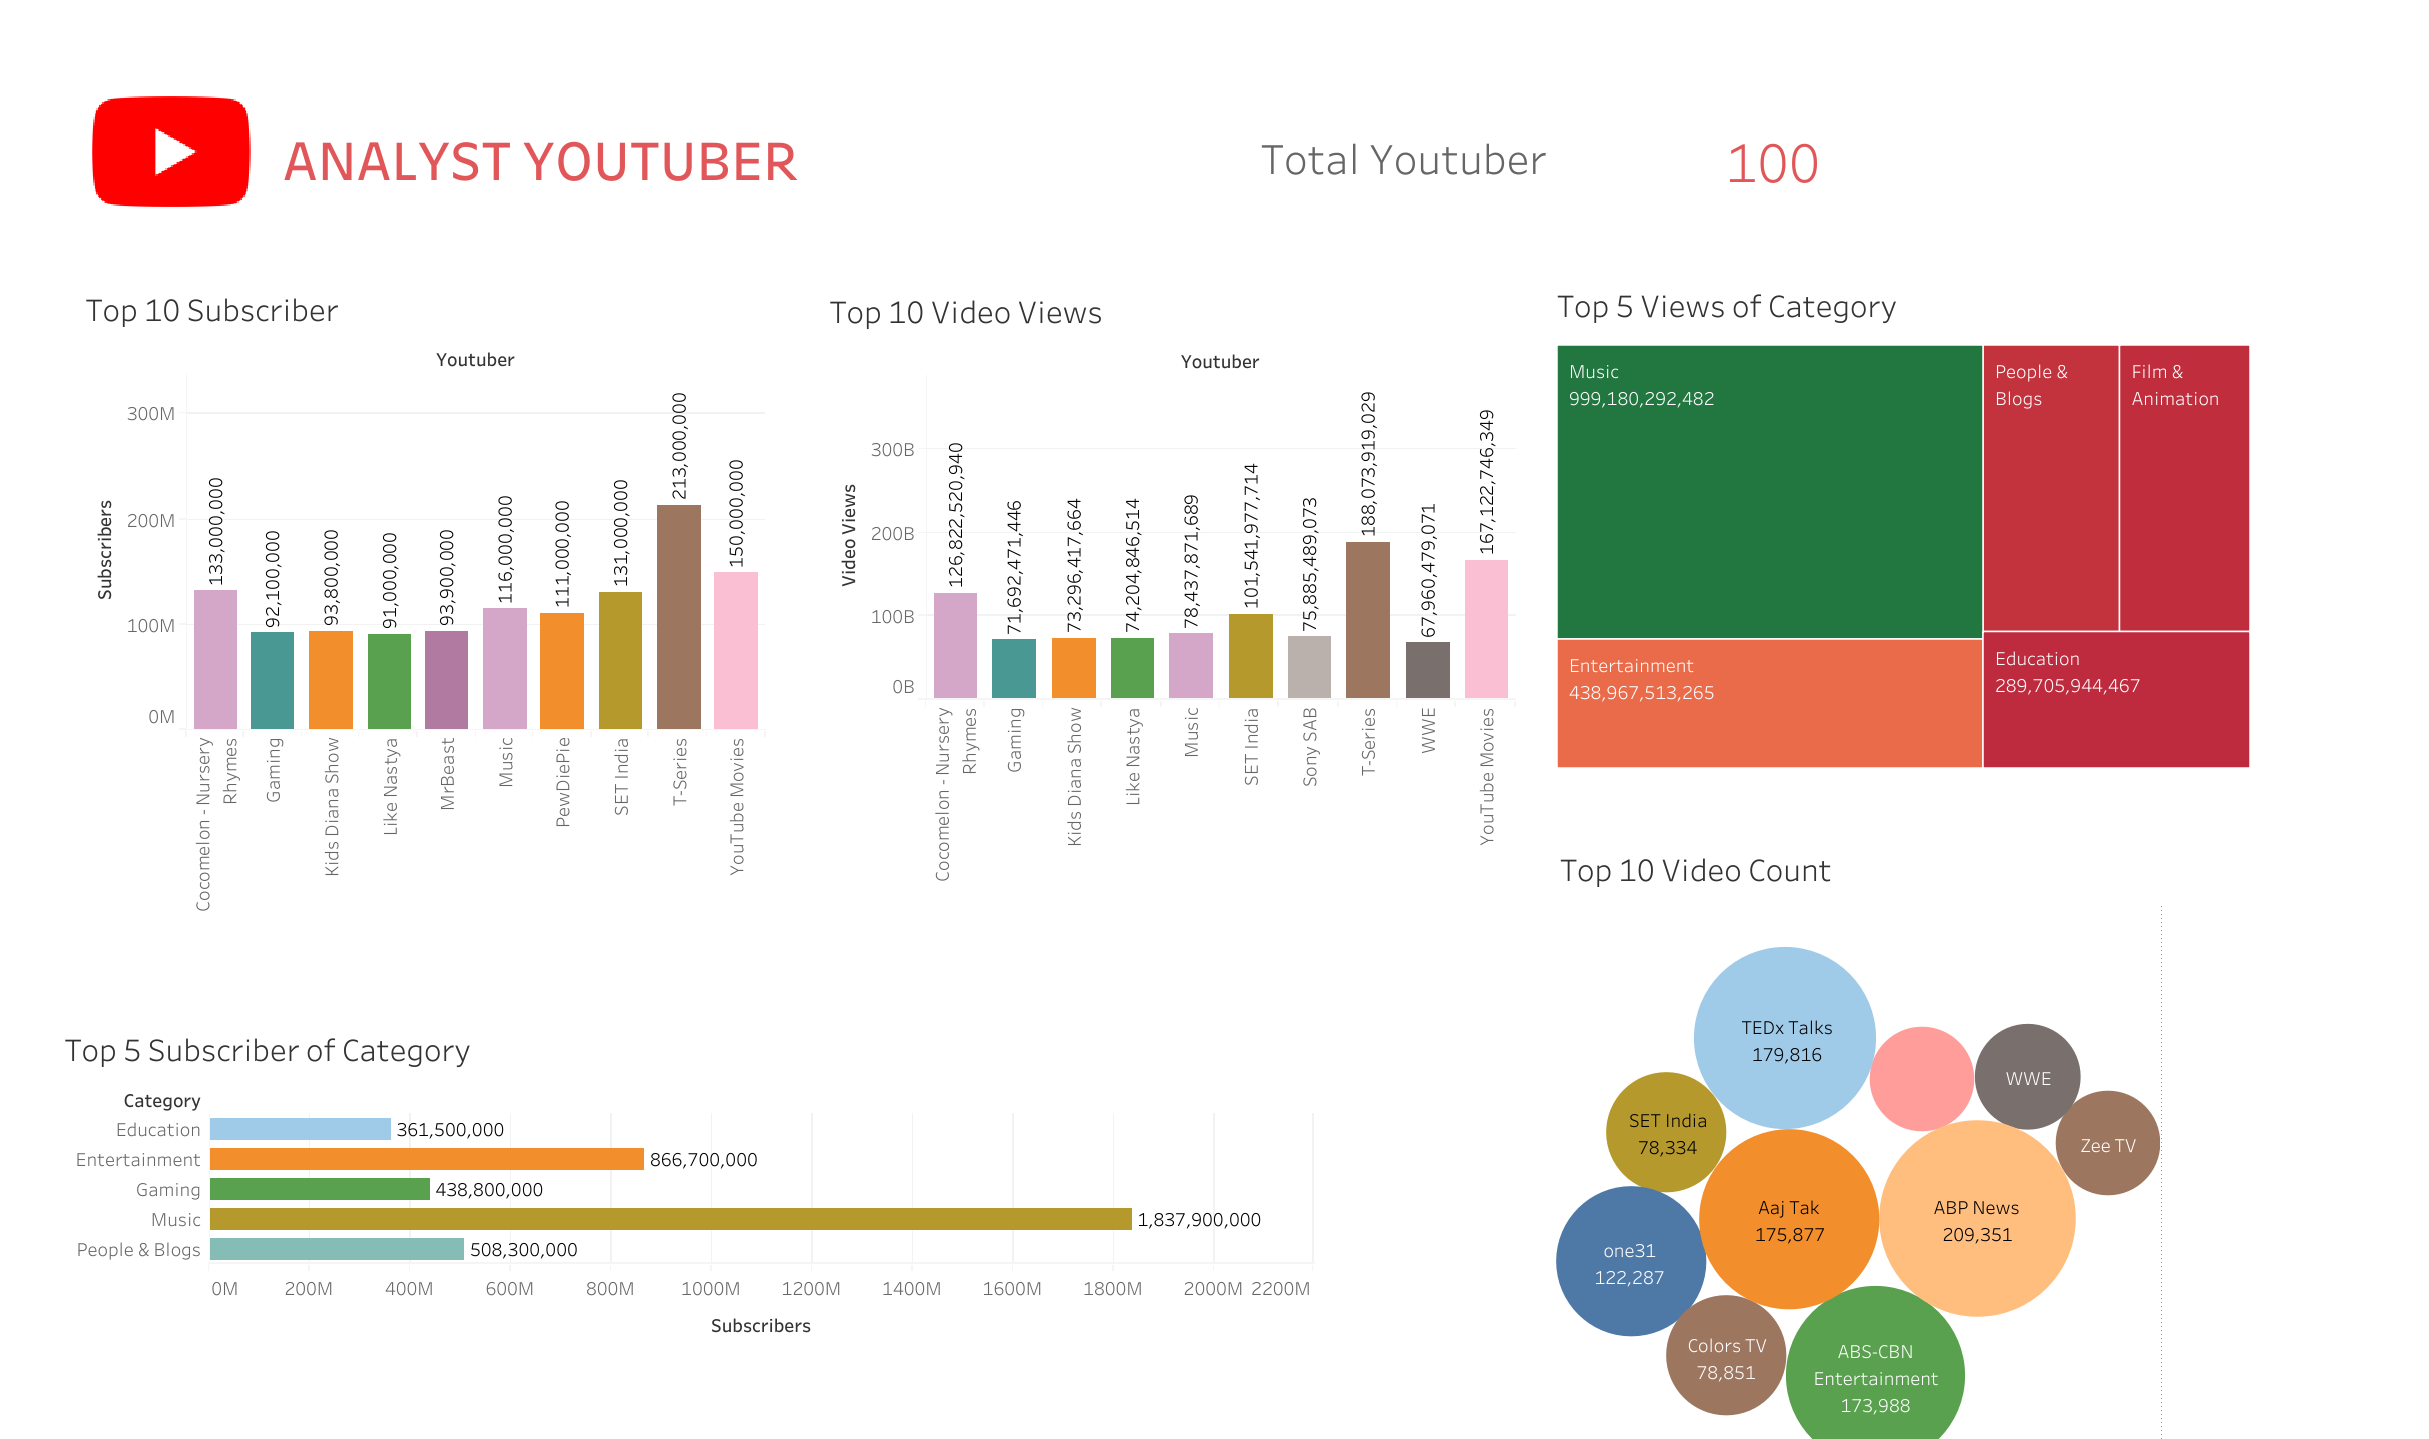 ANALYST YOUTUBER
Total Youtuber
100
Top 10 Subscriber
Youtuber
Subscribers
300M
200M
100M
0M
133,000,000
92,100,000
93,800,000
91,000,000
93,900,000
116,000,000
111,000,000
131,000,000
213,000,000
150,000,000
Cocomelon - Nursery
Rhymes
Gaming
Kids Diana Show
Like Nastya
MrBeast
Music
PewDiePie
SET India
T-Series
YouTube Movies
Top 10 Video Views
Youtuber
Video Views
300B
200B
100B
0B
126,822,520,940
71,692,471,446
73,296,417,664
74,204,846,514
78,437,871,689
101,541,977,714
75,885,489,073
188,073,919,029
67,960,479,071
167,122,746,349
Cocomelon - Nursery
Rhymes
Gaming
Kids Diana Show
Like Nastya
Music
SET India
Sony SAB
T-Series
WWE
YouTube Movies
Top 5 Views of Category
Music
999,180,292,482
People &
Blogs
Film &
Animation
Entertainment
438,967,513,265
Education
289,705,944,467
Top 5 Subscriber of Category
Category
Education
361,500,000
Entertainment
866,700,000
Gaming
438,800,000
Music
1,837,900,000
People & Blogs
508,300,000
0M
200M
400M
600M
800M
1000M
1200M
1400M
1600M
1800M
2000M
2200M
Subscribers
Top 10 Video Count
TEDx Talks
179,816
WWE
SET India
78,334
Zee TV
Aaj Tak
175,877
ABP News
209,351
one31
122,287
Colors TV
78,851
ABS-CBN
Entertainment
173,988